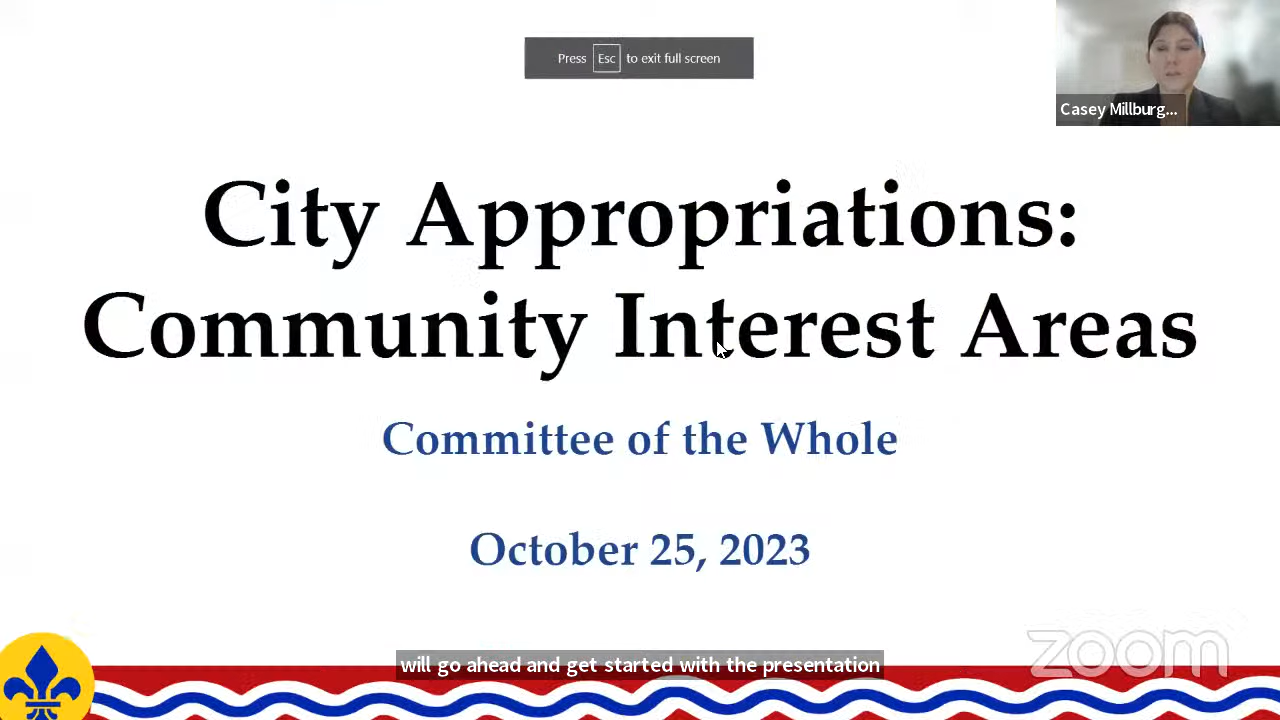 Press Esc to exit full screen
Casey Millburg...
City Appropriations:
Community Interest Areas
Committee of the Whole
October 25, 2023
zoom
will go ahead and get started with the presentation